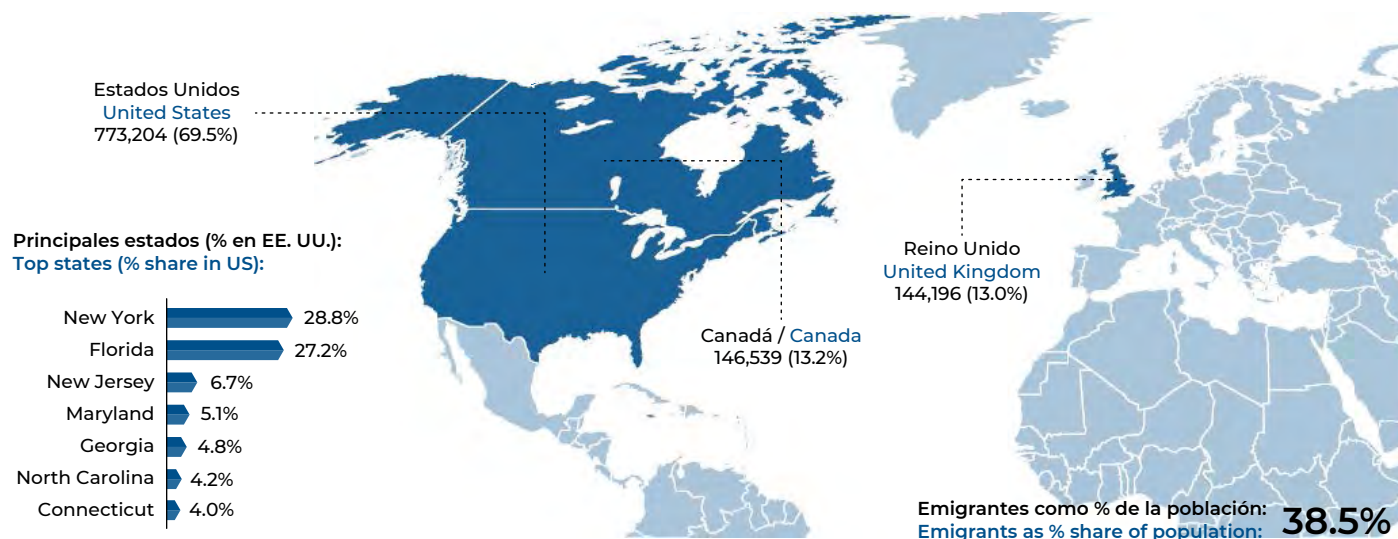 Estados Unidos
United States
773,204 (69.5%)
Principales estados (% en EE. UU.):
Top states (% share in US):
New York 28.8%
Florida 27.2%
New Jersey 6.7%
Maryland 5.1%
Georgia 4.8%
North Carolina 4.2%
Connecticut 4.0%
Canadá / Canada
146,539 (13.2%)
Reino Unido
United Kingdom
144,196 (13.0%)
Emigrantes como % de la población:
Emigrants as % share of population:
38.5%